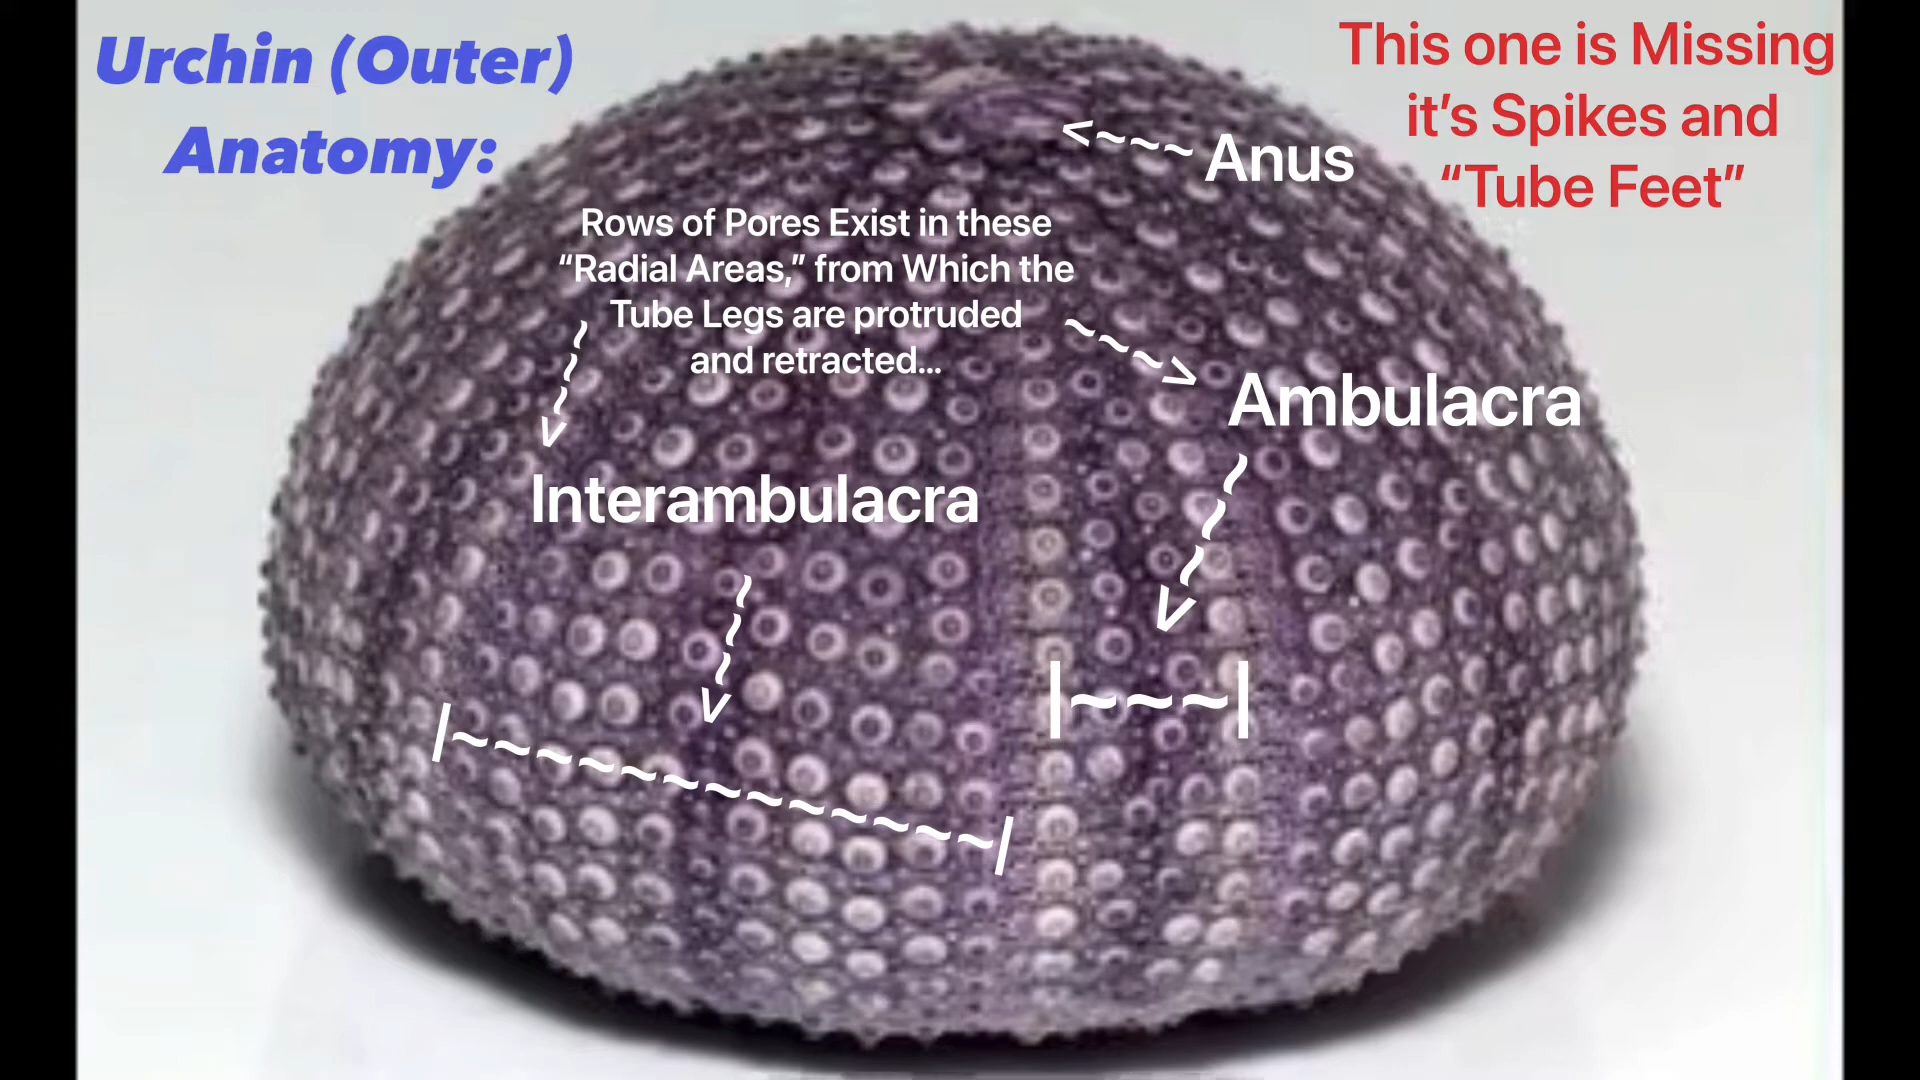 Urchin (Outer)
Anatomy:
This one is Missing
it’s Spikes and
“Tube Feet”
<~~~ Anus
Rows of Pores Exist in these
“Radial Areas,” from Which the
Tube Legs are protruded
and retracted...
Ambulacra
Interambulacra
|~~~|
|~~~~~~~~~~~~~|